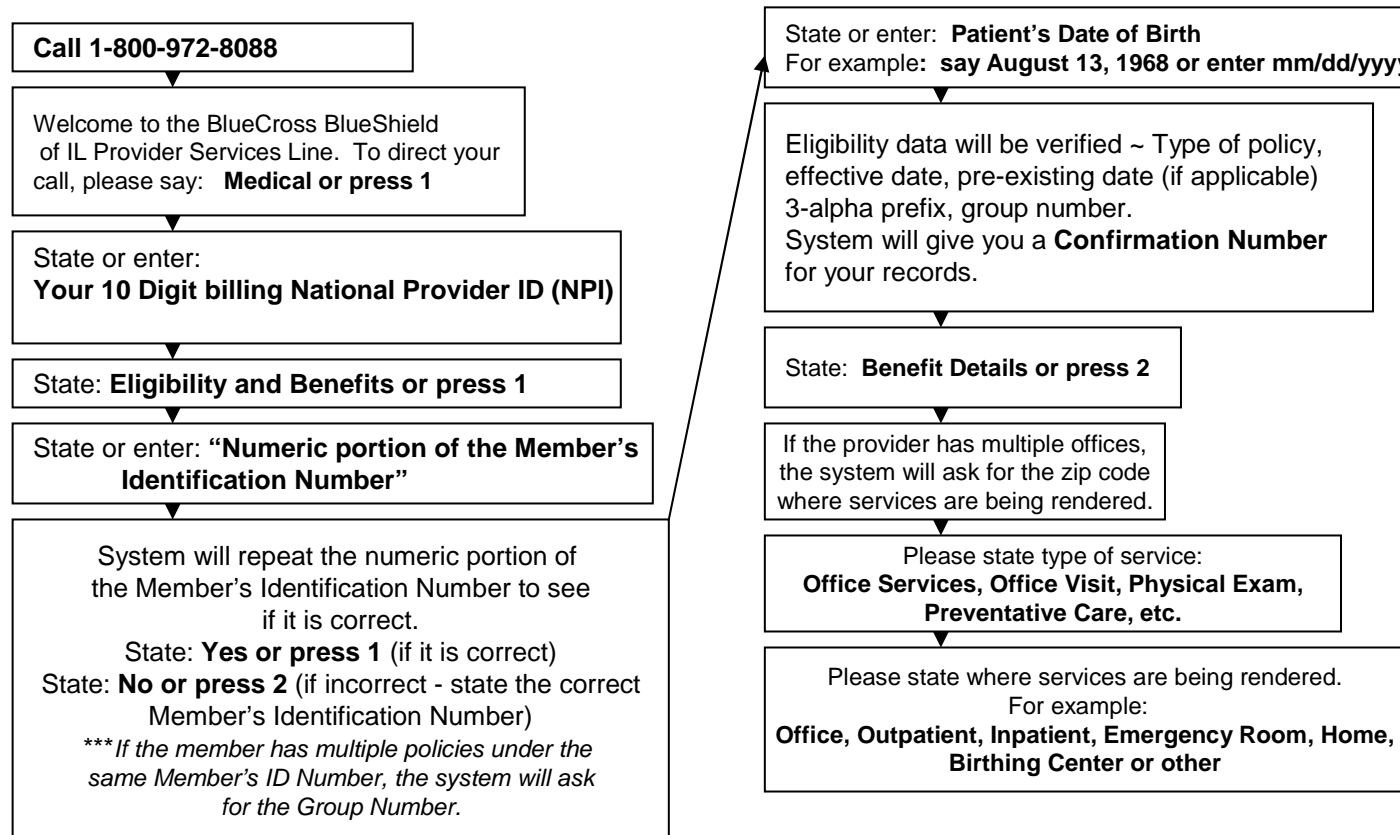 Call 1-800-972-8088
Welcome to the BlueCross BlueShield
of IL Provider Services Line. To direct your
call, please say: Medical or press 1
State or enter:
Your 10 Digit billing National Provider ID (NPI)
State: Eligibility and Benefits or press 1
State or enter: “Numeric portion of the Member’s
Identification Number”
System will repeat the numeric portion of
the Member’s Identification Number to see
if it is correct.
State: Yes or press 1 (if it is correct)
State: No or press 2 (if incorrect - state the correct
Member’s Identification Number)
***If the member has multiple policies under the
same Member’s ID Number, the system will ask
for the Group Number.
State or enter: Patient’s Date of Birth
For example: say August 13, 1968 or enter mm/dd/yyyy
Eligibility data will be verified ~ Type of policy,
effective date, pre-existing date (if applicable)
3-alpha prefix, group number.
System will give you a Confirmation Number
for your records.
State: Benefit Details or press 2
If the provider has multiple offices,
the system will ask for the zip code
where services are being rendered.
Please state type of service:
Office Services, Office Visit, Physical Exam,
Preventative Care, etc.
Please state where services are being rendered.
For example:
Office, Outpatient, Inpatient, Emergency Room, Home,
Birthing Center or other